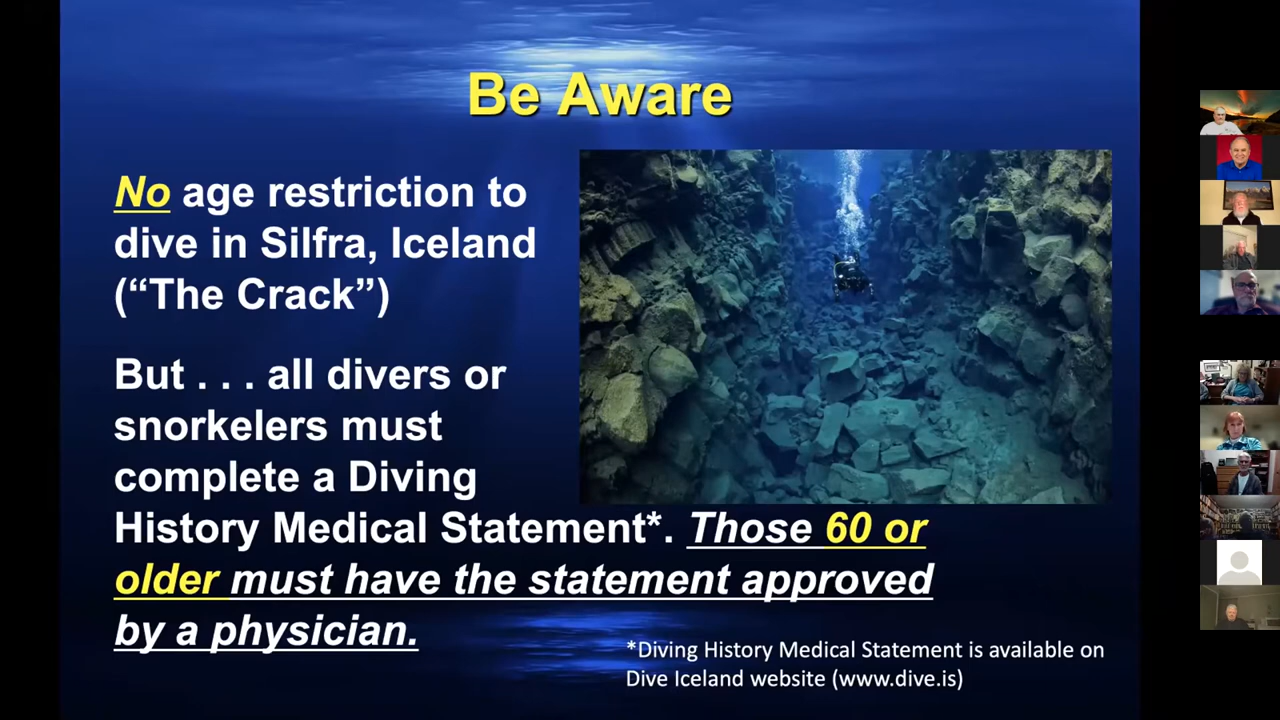 Be Aware
No age restriction to
dive in Silfra, Iceland
(“The Crack”)
But . . . all divers or
snorkelers must
complete a Diving
History Medical Statement*. Those 60 or
older must have the statement approved
by a physician.
*Diving History Medical Statement is available on
Dive Iceland website (www.dive.is)